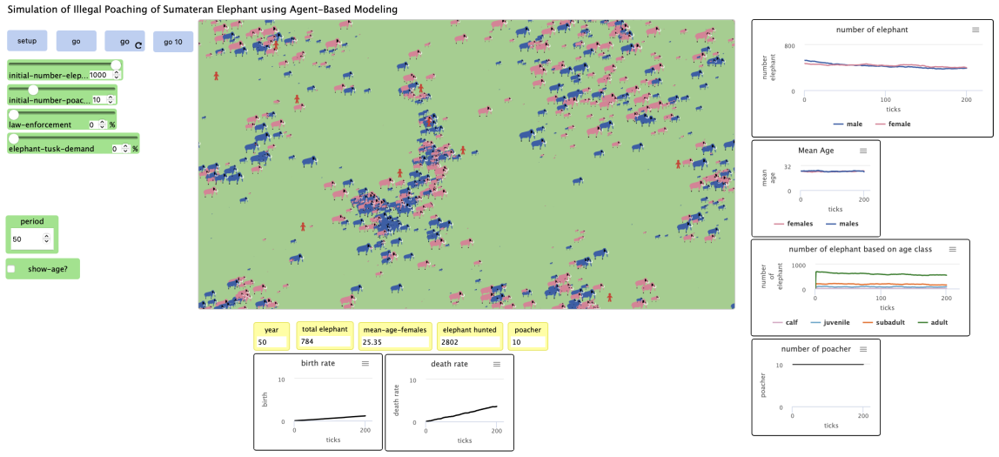 Simulation of Illegal Poaching of Sumateran Elephant using Agent-Based Modeling
setup
go
go
go 10
initial-number-elep... 1000
initial-number-poac... 10
law-enforcement 0 %
elephant-tusk-demand 0 %
period
50
show-age?
year
50
total elephant
784
mean-age-females
25.35
elephant hunted
2802
poacher
10
birth rate
birth
10
0
0
200
ticks
death rate
death rate
10
0
0
200
ticks
number of elephant
number
elephant
800
0
0
100
200
ticks
male
female
Mean Age
mean
age
32
0
0
200
ticks
females
males
number of elephant based on age class
number
of
elephant
1000
0
0
100
200
ticks
calf
juvenile
subadult
adult
number of poacher
poacher
10
0
0
200
ticks